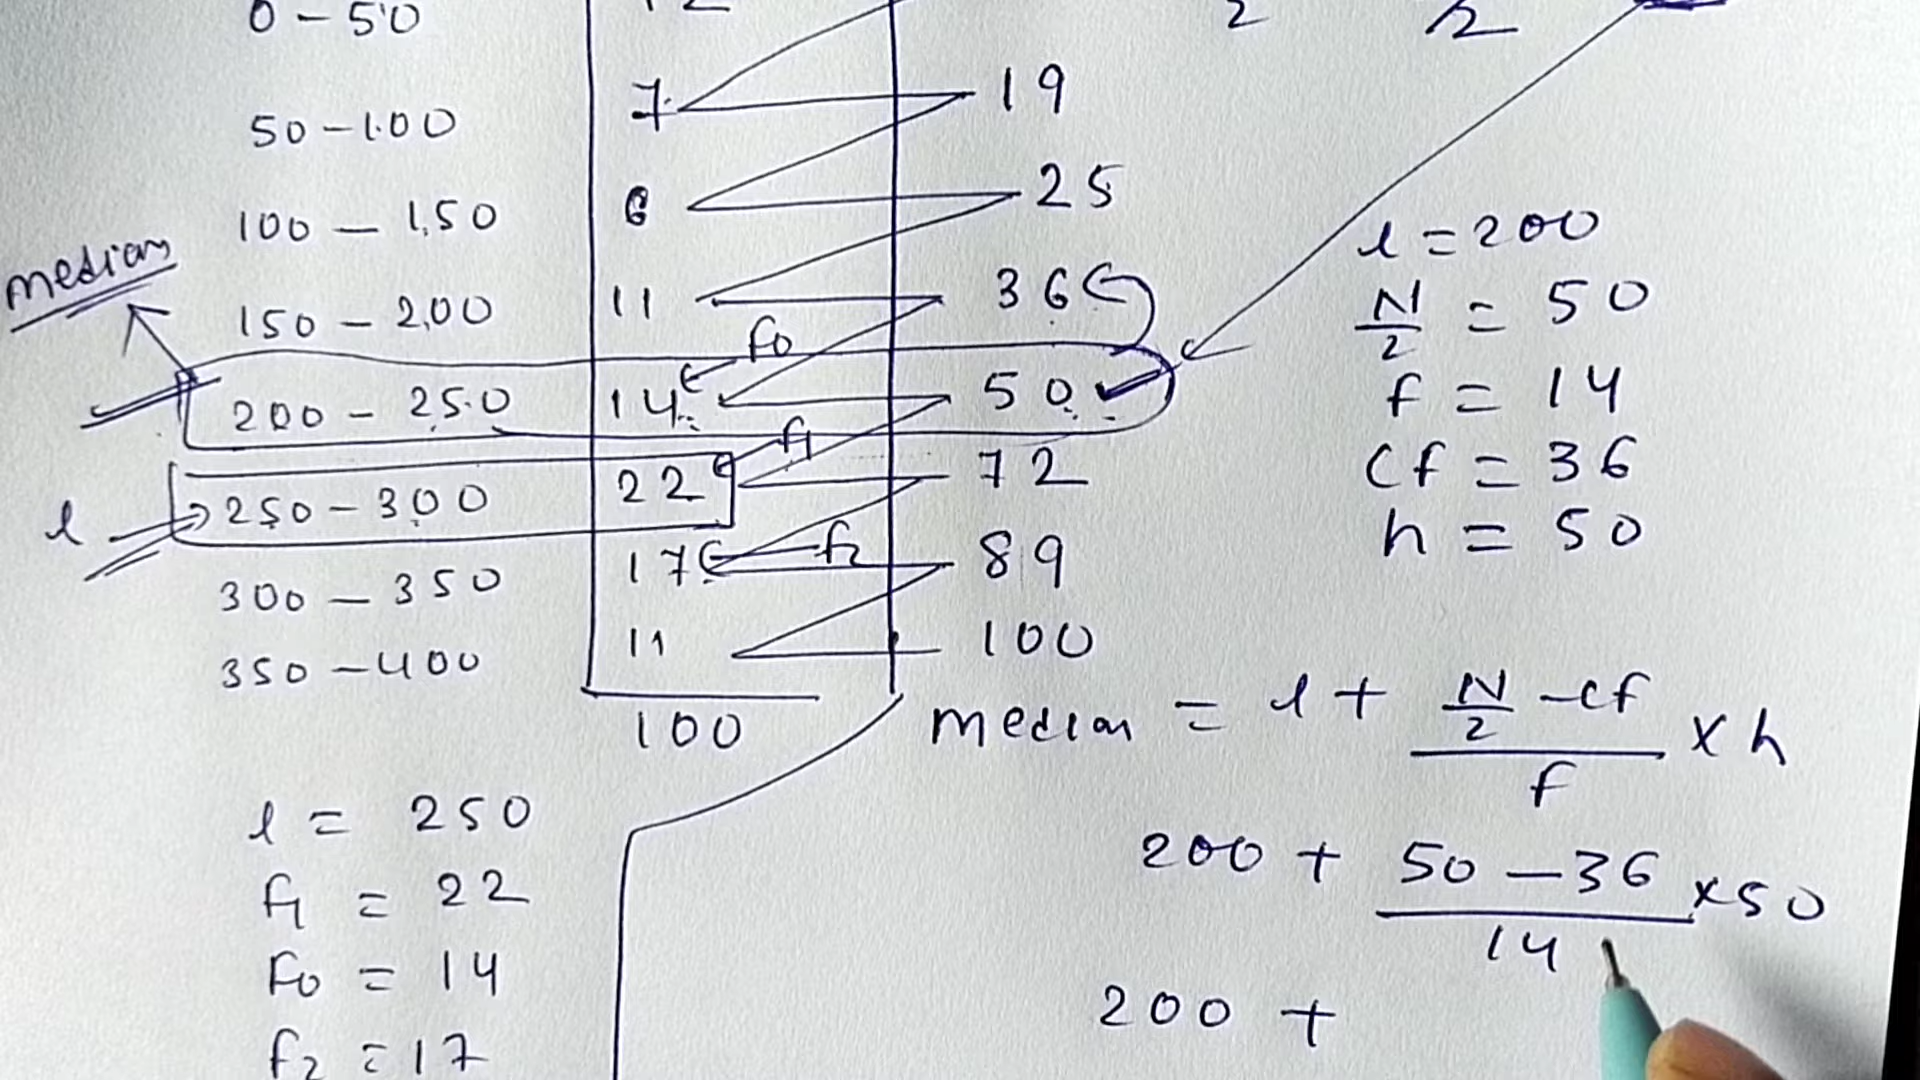 0 - 50
50 - 100 7 19
100 - 150 6 25
150 - 200 11 36
median
f0
200 - 250 14 50
f1
l 250 - 300 22 72
300 - 350 17 f2 89
350 - 400 11 100
100
l = 200
N/2 = 50
f = 14
cf = 36
h = 50
median = l + (N/2 - cf)/f × h
200 + (50 - 36)/14 × 50
200 +
l = 250
f1 = 22
f0 = 14
f2 = 17